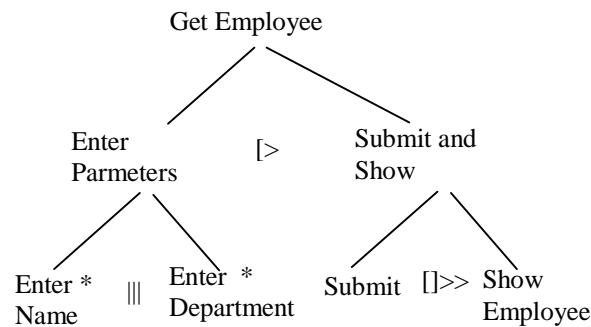 Get Employee
Enter Parmeters
[>
Submit and Show
Enter * Name
|||
Enter * Department
Submit
[]>>
Show Employee